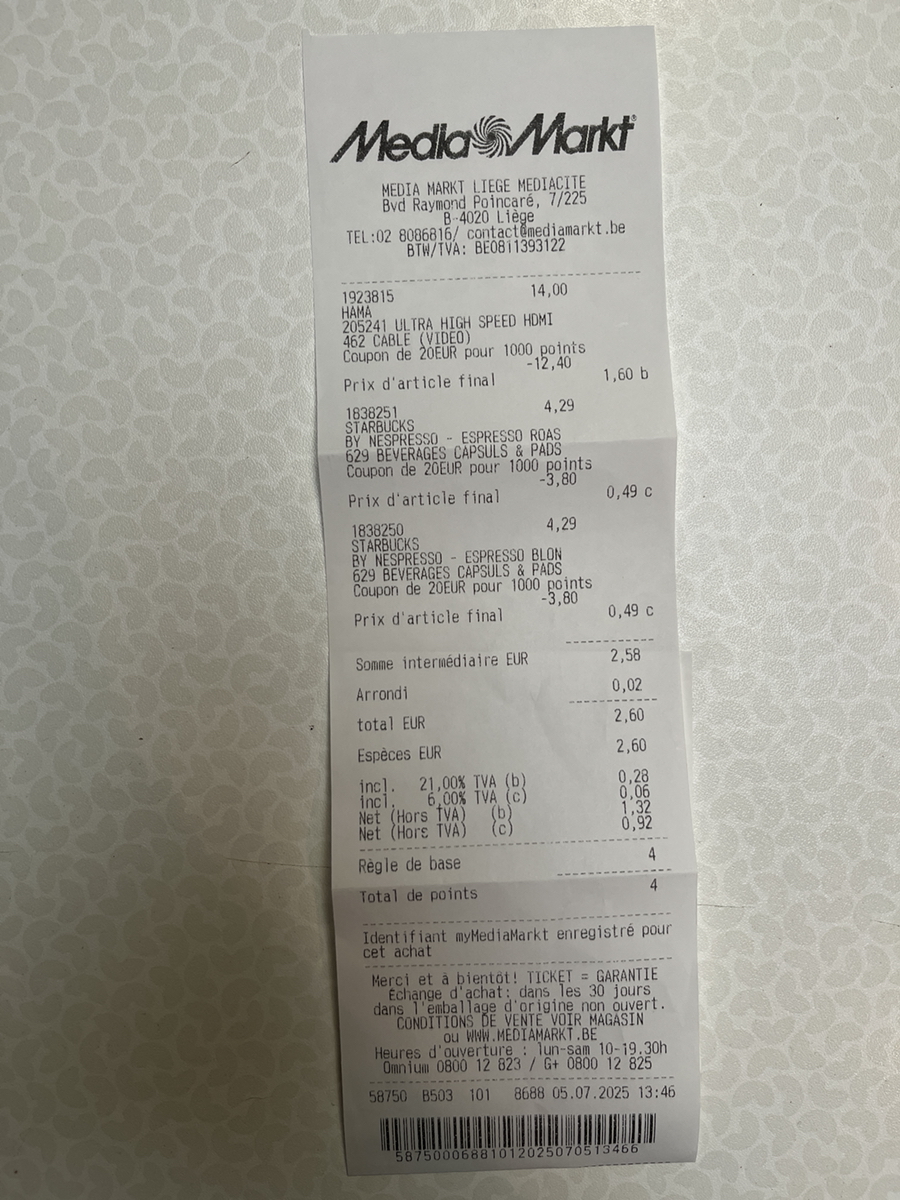 Media Markt®
MEDIA MARKT LIEGE MEDIACITE
Bvd Raymond Poincaré, 7/225
B-4020 Liège
TEL:02 8086816/ contact@mediamarkt.be
BTW/TVA: BE0811393122
1923815 14,00
HAMA
205241 ULTRA HIGH SPEED HDMI
462 CABLE (VIDEO)
Coupon de 20EUR pour 1000 points
-12,40
Prix d'article final 1,60 b
1838251 4,29
STARBUCKS
BY NESPRESSO - ESPRESSO ROAS
629 BEVERAGES CAPSULS & PADS
Coupon de 20EUR pour 1000 points
-3,80
Prix d'article final 0,49 c
1838250 4,29
STARBUCKS
BY NESPRESSO - ESPRESSO BLON
629 BEVERAGES CAPSULS & PADS
Coupon de 20EUR pour 1000 points
-3,80
Prix d'article final 0,49 c
Somme intermédiaire EUR 2,58
Arrondi 0,02
total EUR 2,60
Espèces EUR 2,60
incl. 21,00% TVA (b) 0,28
incl. 6,00% TVA (c) 0,06
Net (Hors TVA) (b) 1,32
Net (Hors TVA) (c) 0,92
Règle de base 4
Total de points 4
Identifiant myMediaMarkt enregistré pour
cet achat
Merci et à bientôt! TICKET = GARANTIE
Échange d'achat: dans les 30 jours
dans l'emballage d'origine non ouvert.
CONDITIONS DE VENTE VOIR MAGASIN
ou WWW.MEDIAMARKT.BE
Heures d'ouverture : lun-sam 10-19.30h
Omnium 0800 12 823 / G+ 0800 12 825
58750 B503 101 8688 05.07.2025 13:46
58750006881012025070513466